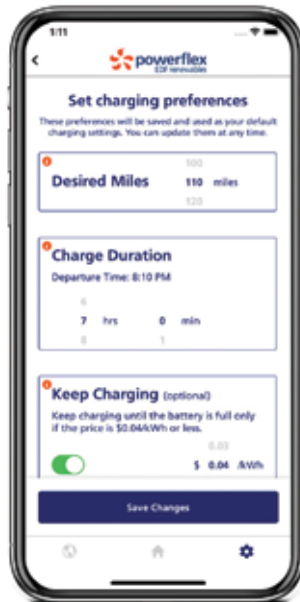 1:11
powerflex
EDF renewables
Set charging preferences
These preferences will be saved and used as your default
charging settings. You can update them at any time.
100
Desired Miles 110 miles
120
Charge Duration
Departure Time: 8:10 PM
6
7 hrs 0 min
8 1
Keep Charging (optional)
Keep charging until the battery is full only
if the price is $0.04/kWh or less.
0.03
$ 0.04 /kWh
Save Changes